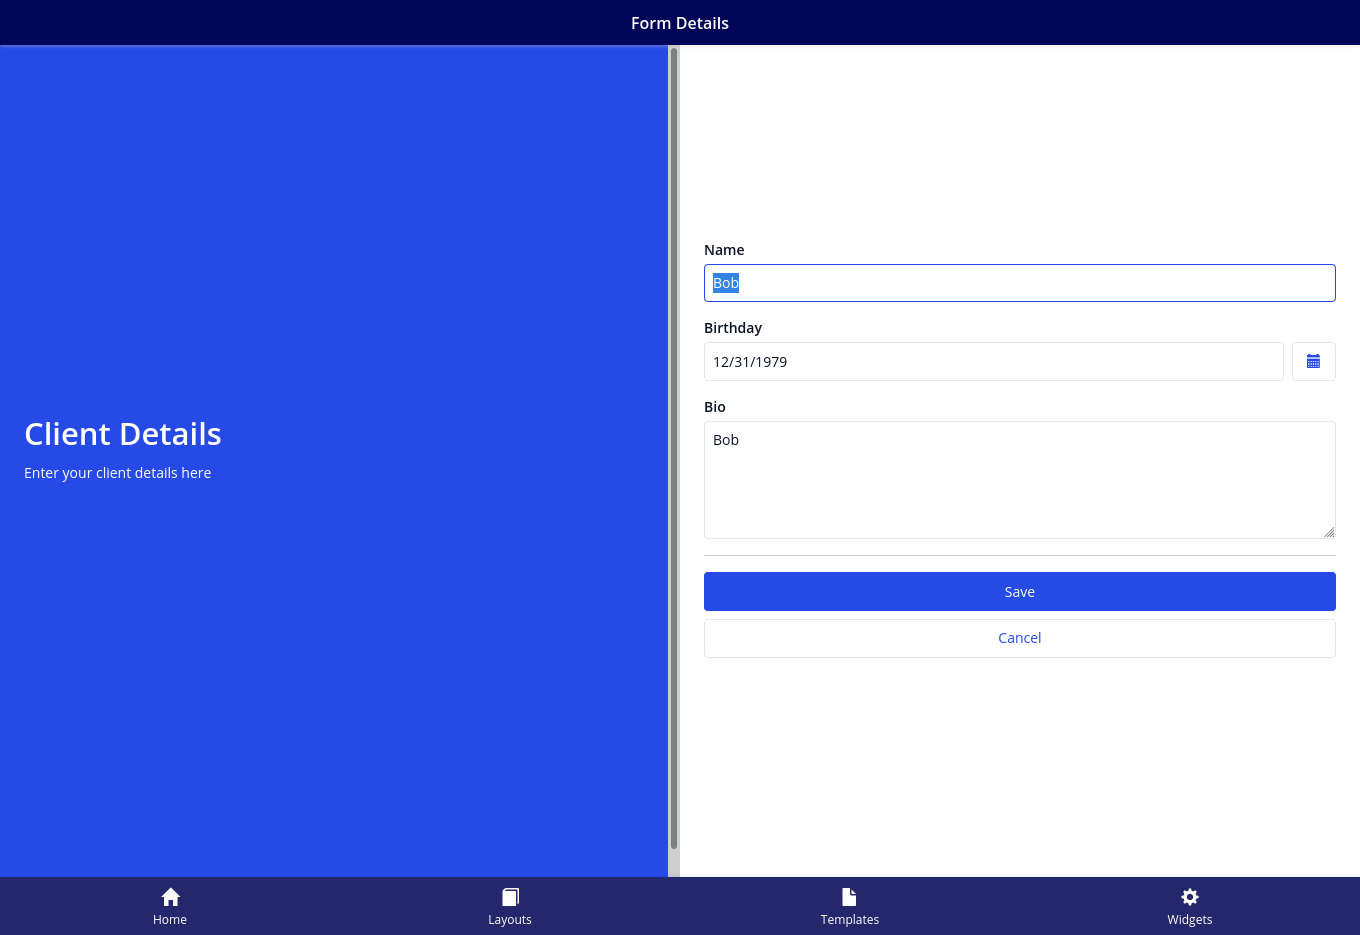 Form Details
Client Details
Enter your client details here
Name
Bob
Birthday
12/31/1979
Bio
Bob
Save
Cancel
Home
Layouts
Templates
Widgets